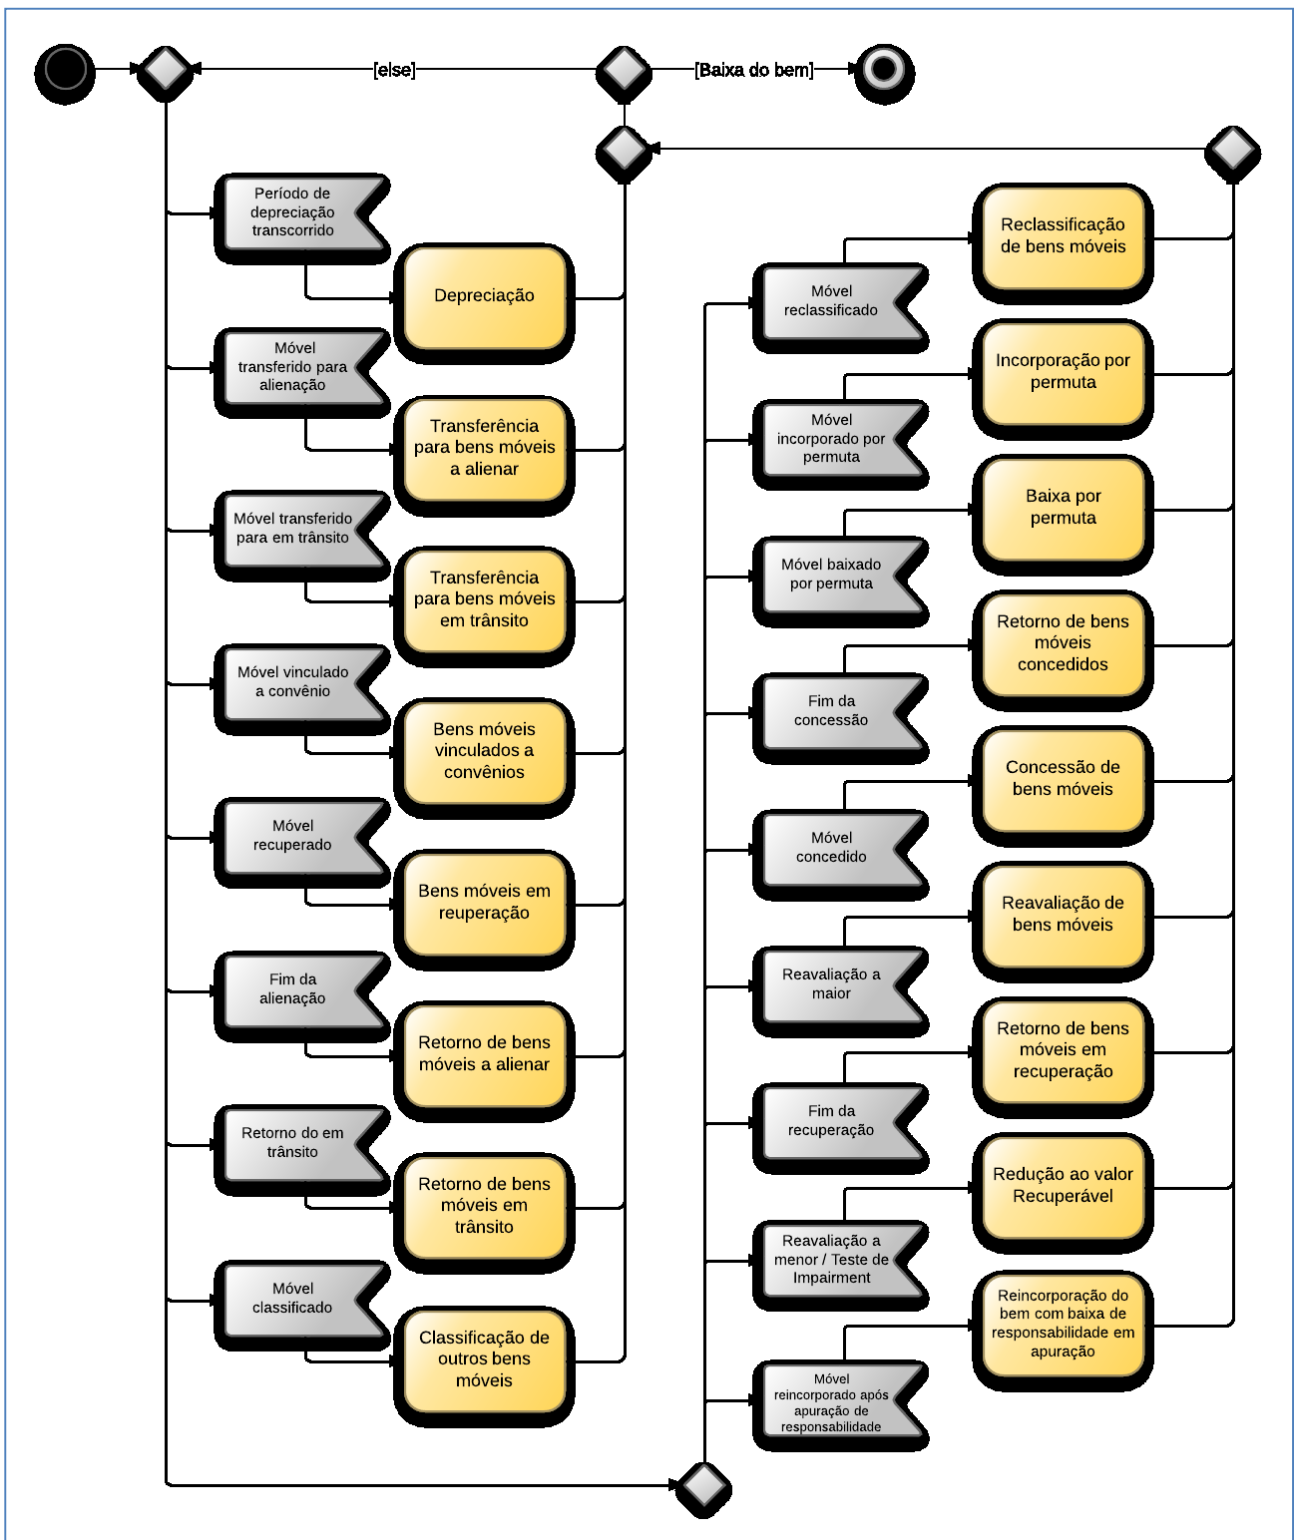 [else]
[Baixa do bem]
Período de
depreciação
transcorrido
Depreciação
Móvel
transferido para
alienação
Transferência
para bens móveis
a alienar
Móvel transferido
para em trânsito
Transferência
para bens móveis
em trânsito
Móvel vinculado
a convênio
Bens móveis
vinculados a
convênios
Móvel
recuperado
Bens móveis em
reuperação
Fim da
alienação
Retorno de bens
móveis a alienar
Retorno do em
trânsito
Retorno de bens
móveis em
trânsito
Móvel
classificado
Classificação de
outros bens
móveis
Reclassificação
de bens móveis
Móvel
reclassificado
Incorporação por
permuta
Móvel
incorporado por
permuta
Baixa por
permuta
Móvel baixado
por permuta
Retorno de bens
móveis
concedidos
Fim da
concessão
Concessão de
bens móveis
Móvel
concedido
Reavaliação de
bens móveis
Reavaliação a
maior
Retorno de bens
móveis em
recuperação
Fim da
recuperação
Redução ao valor
Recuperável
Reavaliação a
menor / Teste de
Impairment
Reincorporação do
bem com baixa de
responsabilidade em
apuração
Móvel
reincorporado após
apuração de
responsabilidade